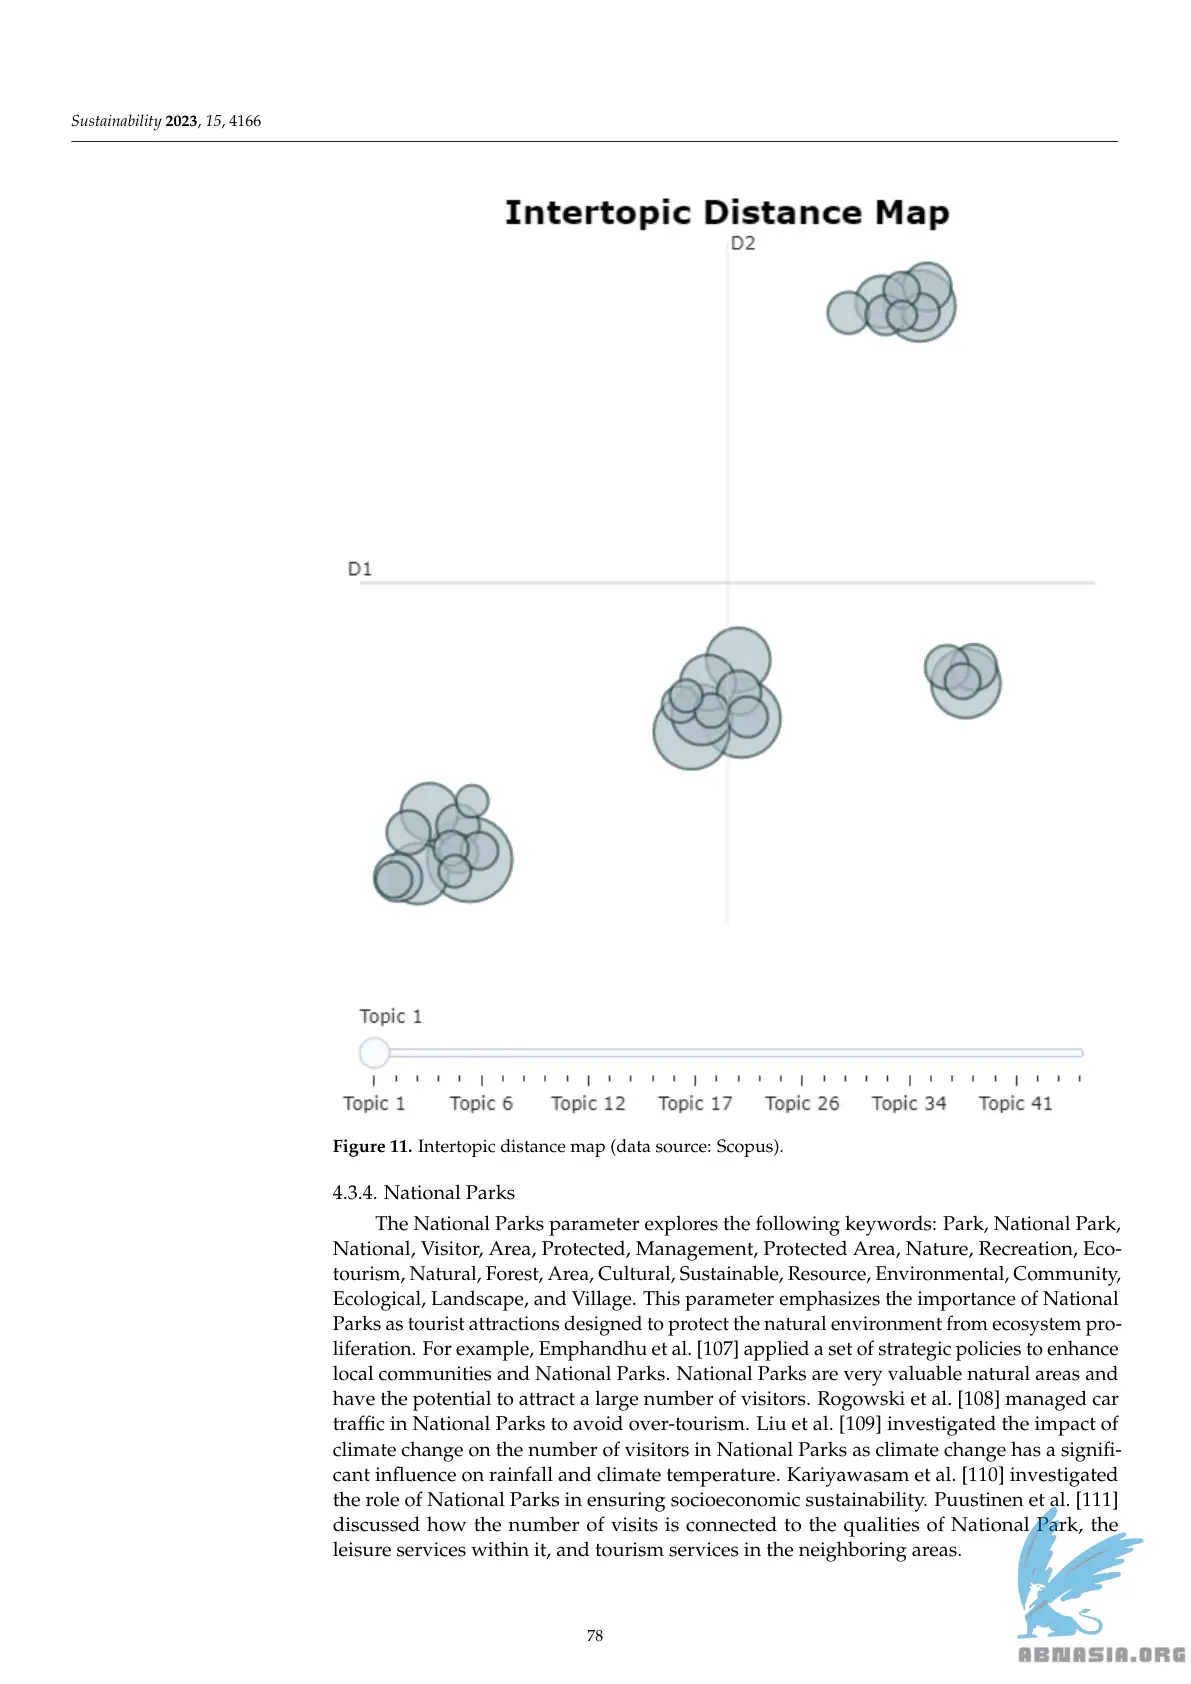 Sustainability 2023, 15, 4166
Intertopic Distance Map
D2
D1
Topic 1
Topic 1 Topic 6 Topic 12 Topic 17 Topic 26 Topic 34 Topic 41
Figure 11. Intertopic distance map (data source: Scopus).
4.3.4. National Parks
The National Parks parameter explores the following keywords: Park, National Park,
National, Visitor, Area, Protected, Management, Protected Area, Nature, Recreation, Eco-
tourism, Natural, Forest, Area, Cultural, Sustainable, Resource, Environmental, Community,
Ecological, Landscape, and Village. This parameter emphasizes the importance of National
Parks as tourist attractions designed to protect the natural environment from ecosystem pro-
liferation. For example, Emphandhu et al. [107] applied a set of strategic policies to enhance
local communities and National Parks. National Parks are very valuable natural areas and
have the potential to attract a large number of visitors. Rogowski et al. [108] managed car
traffic in National Parks to avoid over-tourism. Liu et al. [109] investigated the impact of
climate change on the number of visitors in National Parks as climate change has a signifi-
cant influence on rainfall and climate temperature. Kariyawasam et al. [110] investigated
the role of National Parks in ensuring socioeconomic sustainability. Puustinen et al. [111]
discussed how the number of visits is connected to the qualities of National Park, the
leisure services within it, and tourism services in the neighboring areas.
78
ABNASIA.ORG